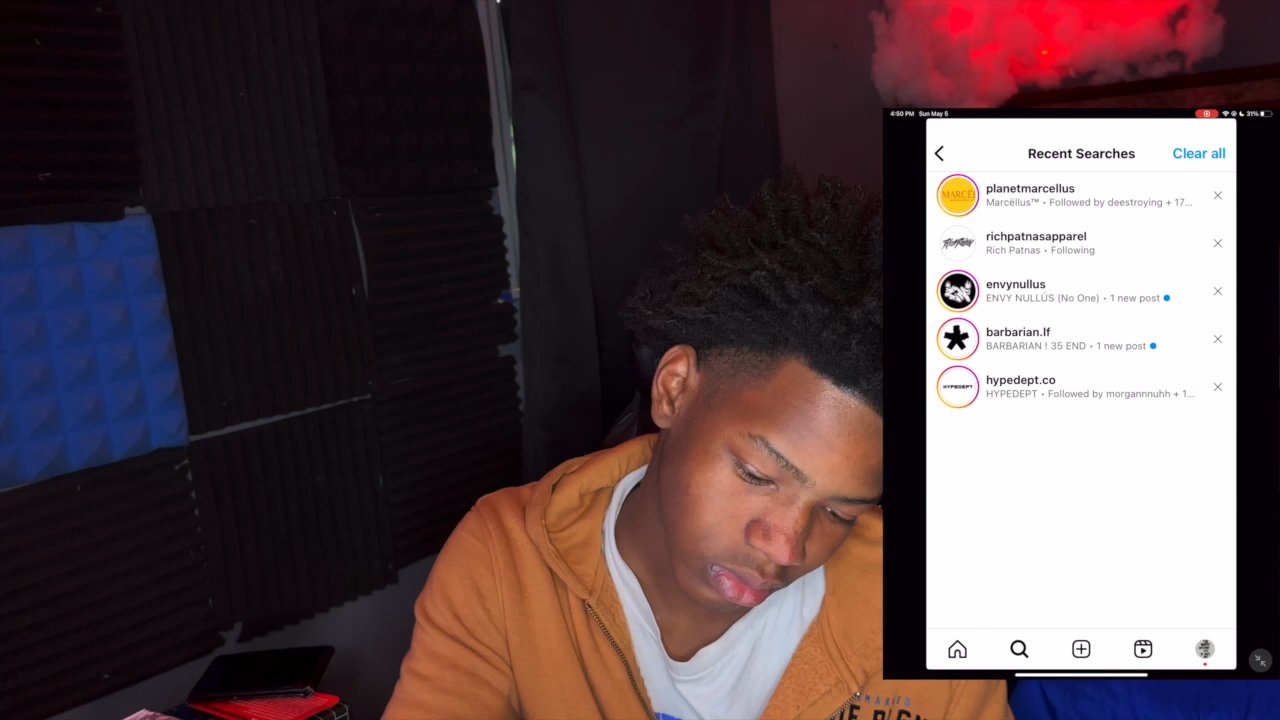 4:50 PM Sun May 5
31%
Recent Searches
Clear all
MARCËL
planetmarcellus
Marcëllus™ • Followed by deestroying + 17...
richpatnasapparel
Rich Patnas • Following
envynullus
ENVY NULLÚS (No One) • 1 new post
barbarian.lf
BARBARIAN ! 35 END • 1 new post
HYPEDEPT
hypedept.co
HYPEDEPT • Followed by morgannnuhh + 1...